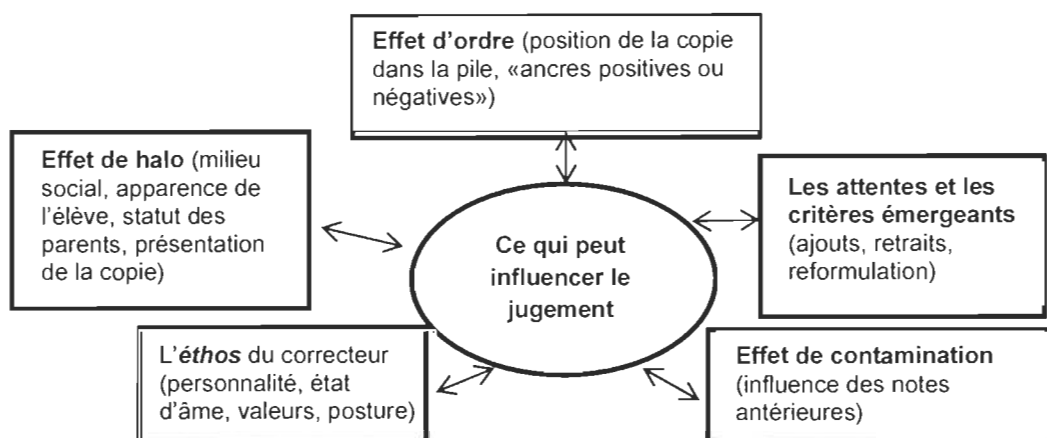 Effet d'ordre (position de la copie
dans la pile, «ancres positives ou
négatives»)
Effet de halo (milieu
social, apparence de
l'élève, statut des
parents, présentation
de la copie)
Les attentes et les
critères émergeants
(ajouts, retraits,
reformulation)
Ce qui peut
influencer le
jugement
L'éthos du correcteur
(personnalité, état
d'âme, valeurs, posture)
Effet de contamination
(influence des notes
antérieures)